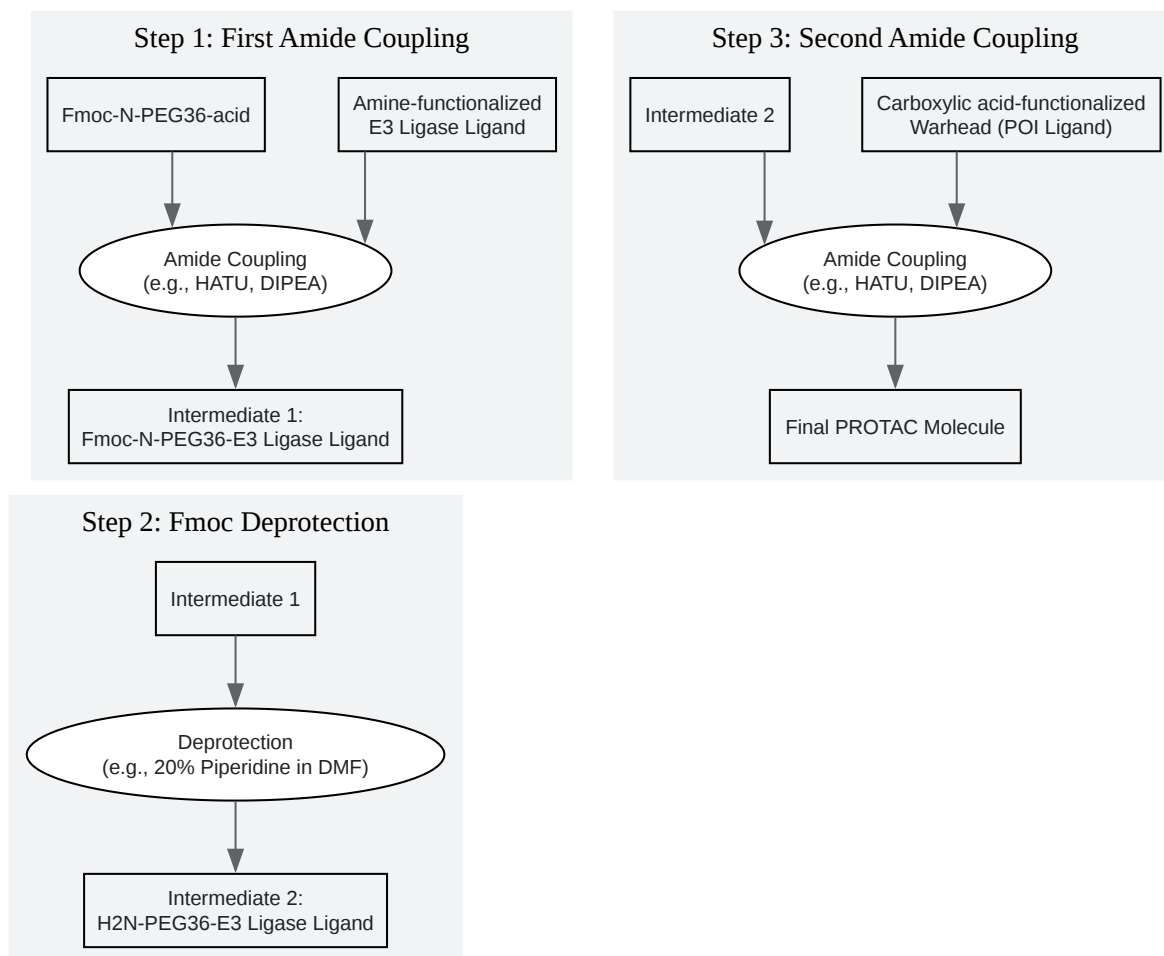 Step 1: First Amide Coupling
Fmoc-N-PEG36-acid
Amine-functionalized
E3 Ligase Ligand
Amide Coupling
(e.g., HATU, DIPEA)
Intermediate 1:
Fmoc-N-PEG36-E3 Ligase Ligand
Step 2: Fmoc Deprotection
Intermediate 1
Deprotection
(e.g., 20% Piperidine in DMF)
Intermediate 2:
H2N-PEG36-E3 Ligase Ligand
Step 3: Second Amide Coupling
Intermediate 2
Carboxylic acid-functionalized
Warhead (POI Ligand)
Amide Coupling
(e.g., HATU, DIPEA)
Final PROTAC Molecule